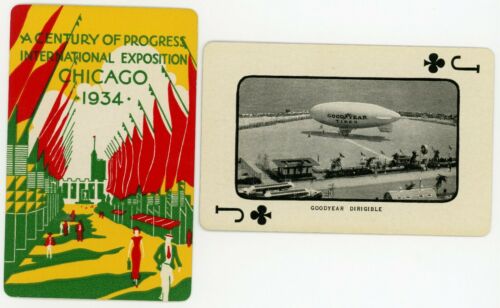 A CENTURY OF PROGRESS
INTERNATIONAL EXPOSITION
CHICAGO
·1934·
J
GOODYEAR
TIRES
J
GOODYEAR DIRIGIBLE